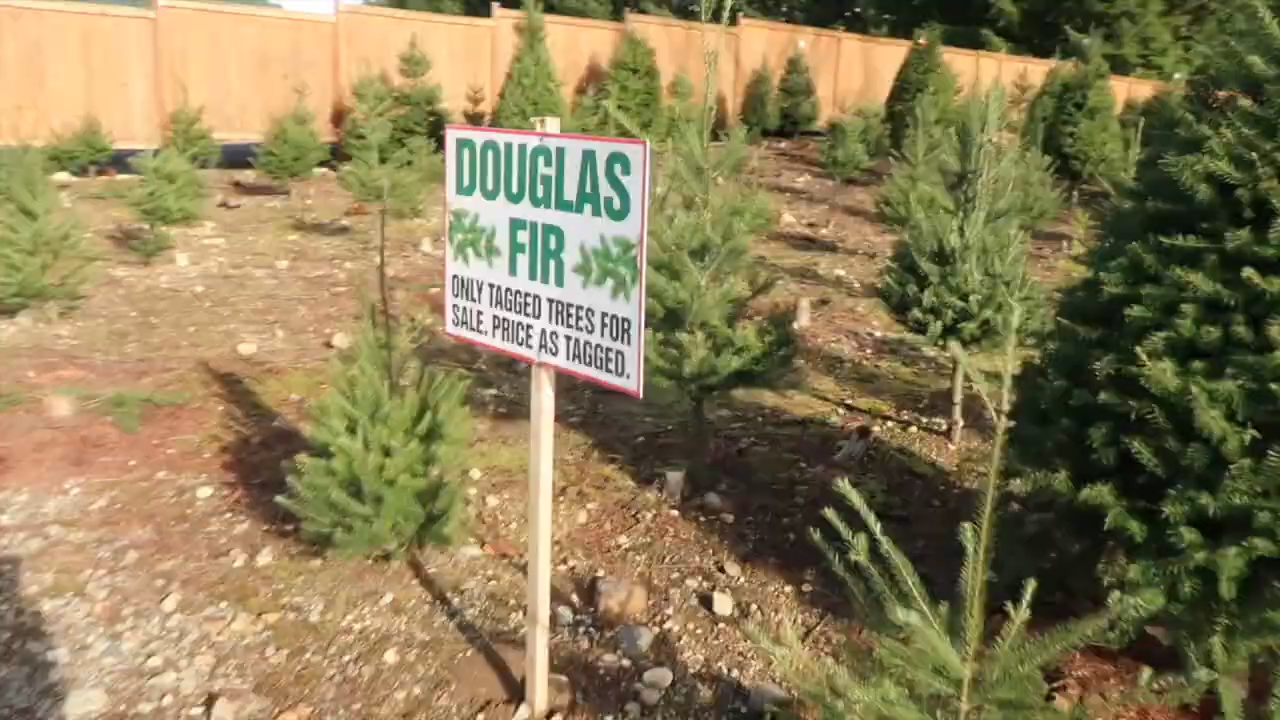 DOUGLAS
FIR
ONLY TAGGED TREES FOR
SALE. PRICE AS TAGGED.